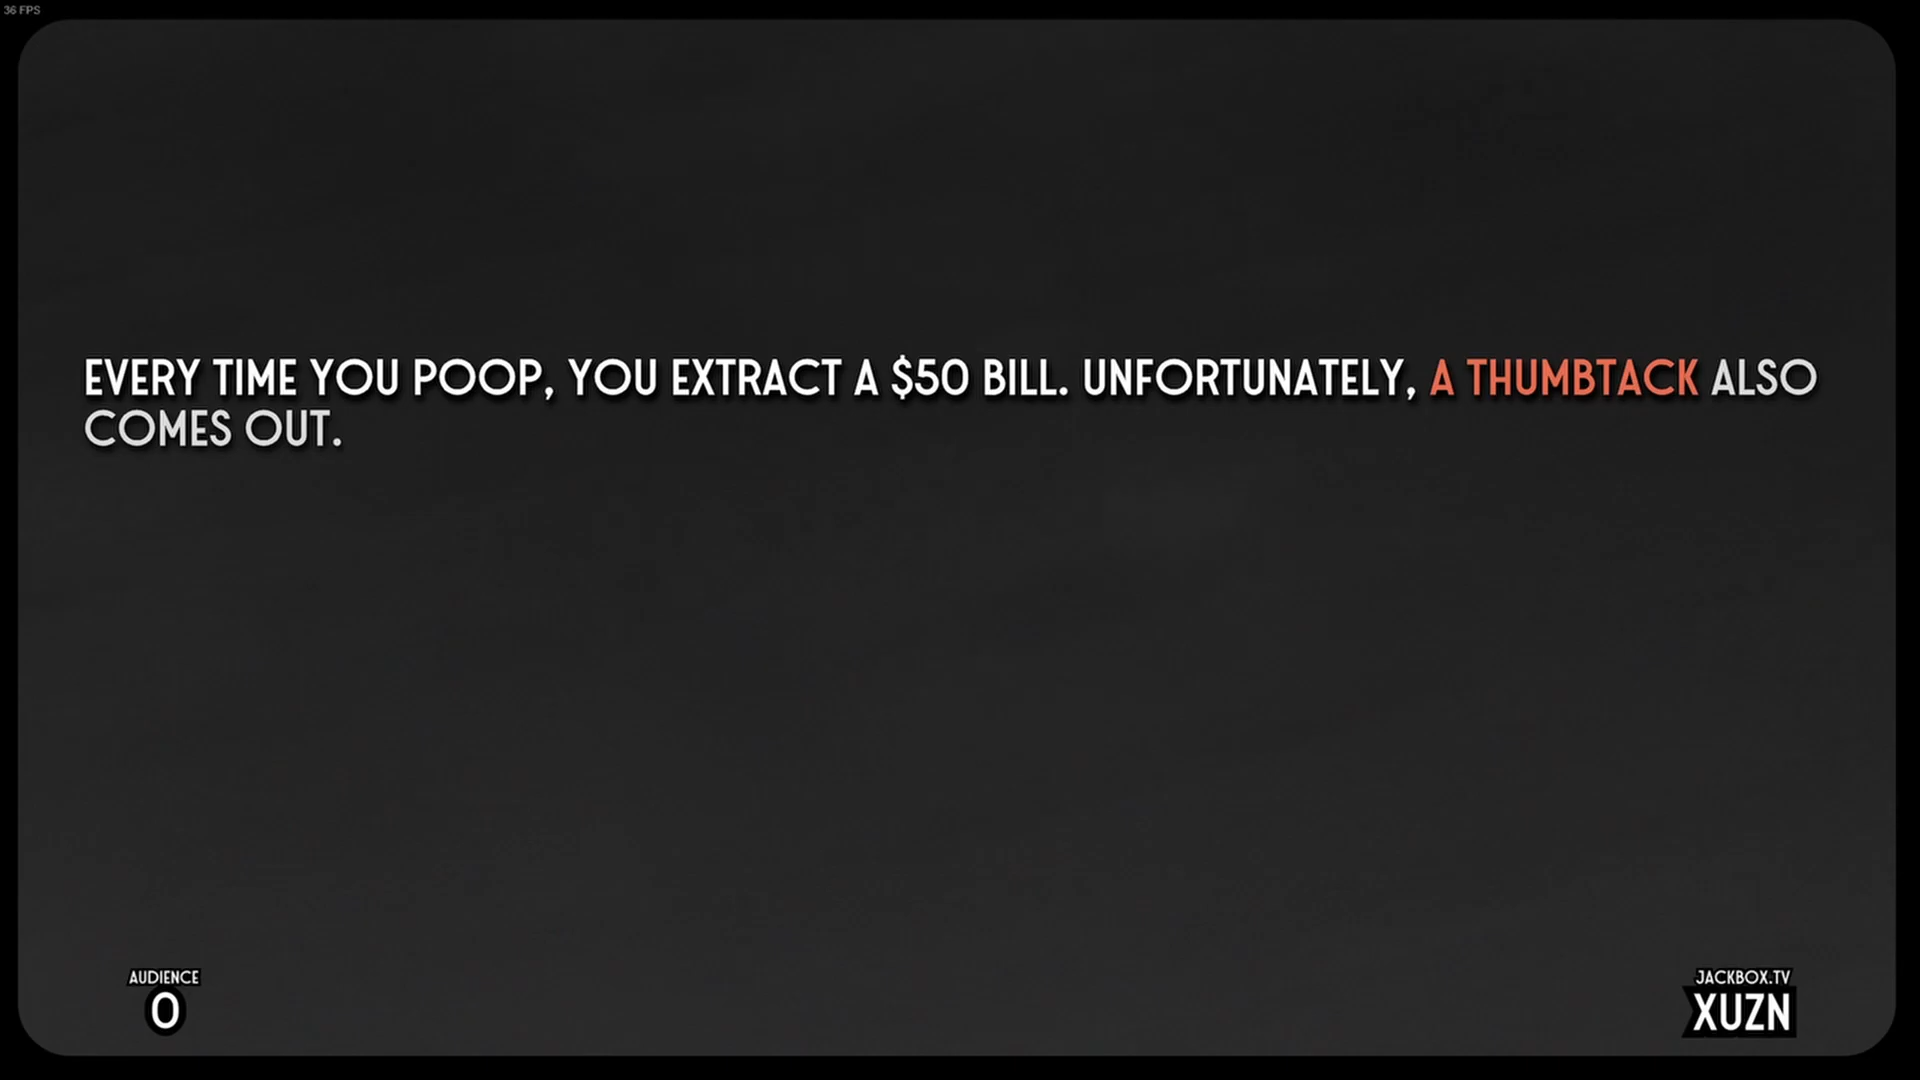 36 FPS
EVERY TIME YOU POOP, YOU EXTRACT A $50 BILL. UNFORTUNATELY, A THUMBTACK ALSO
COMES OUT.
AUDIENCE
0
JACKBOX.TV
XUZN